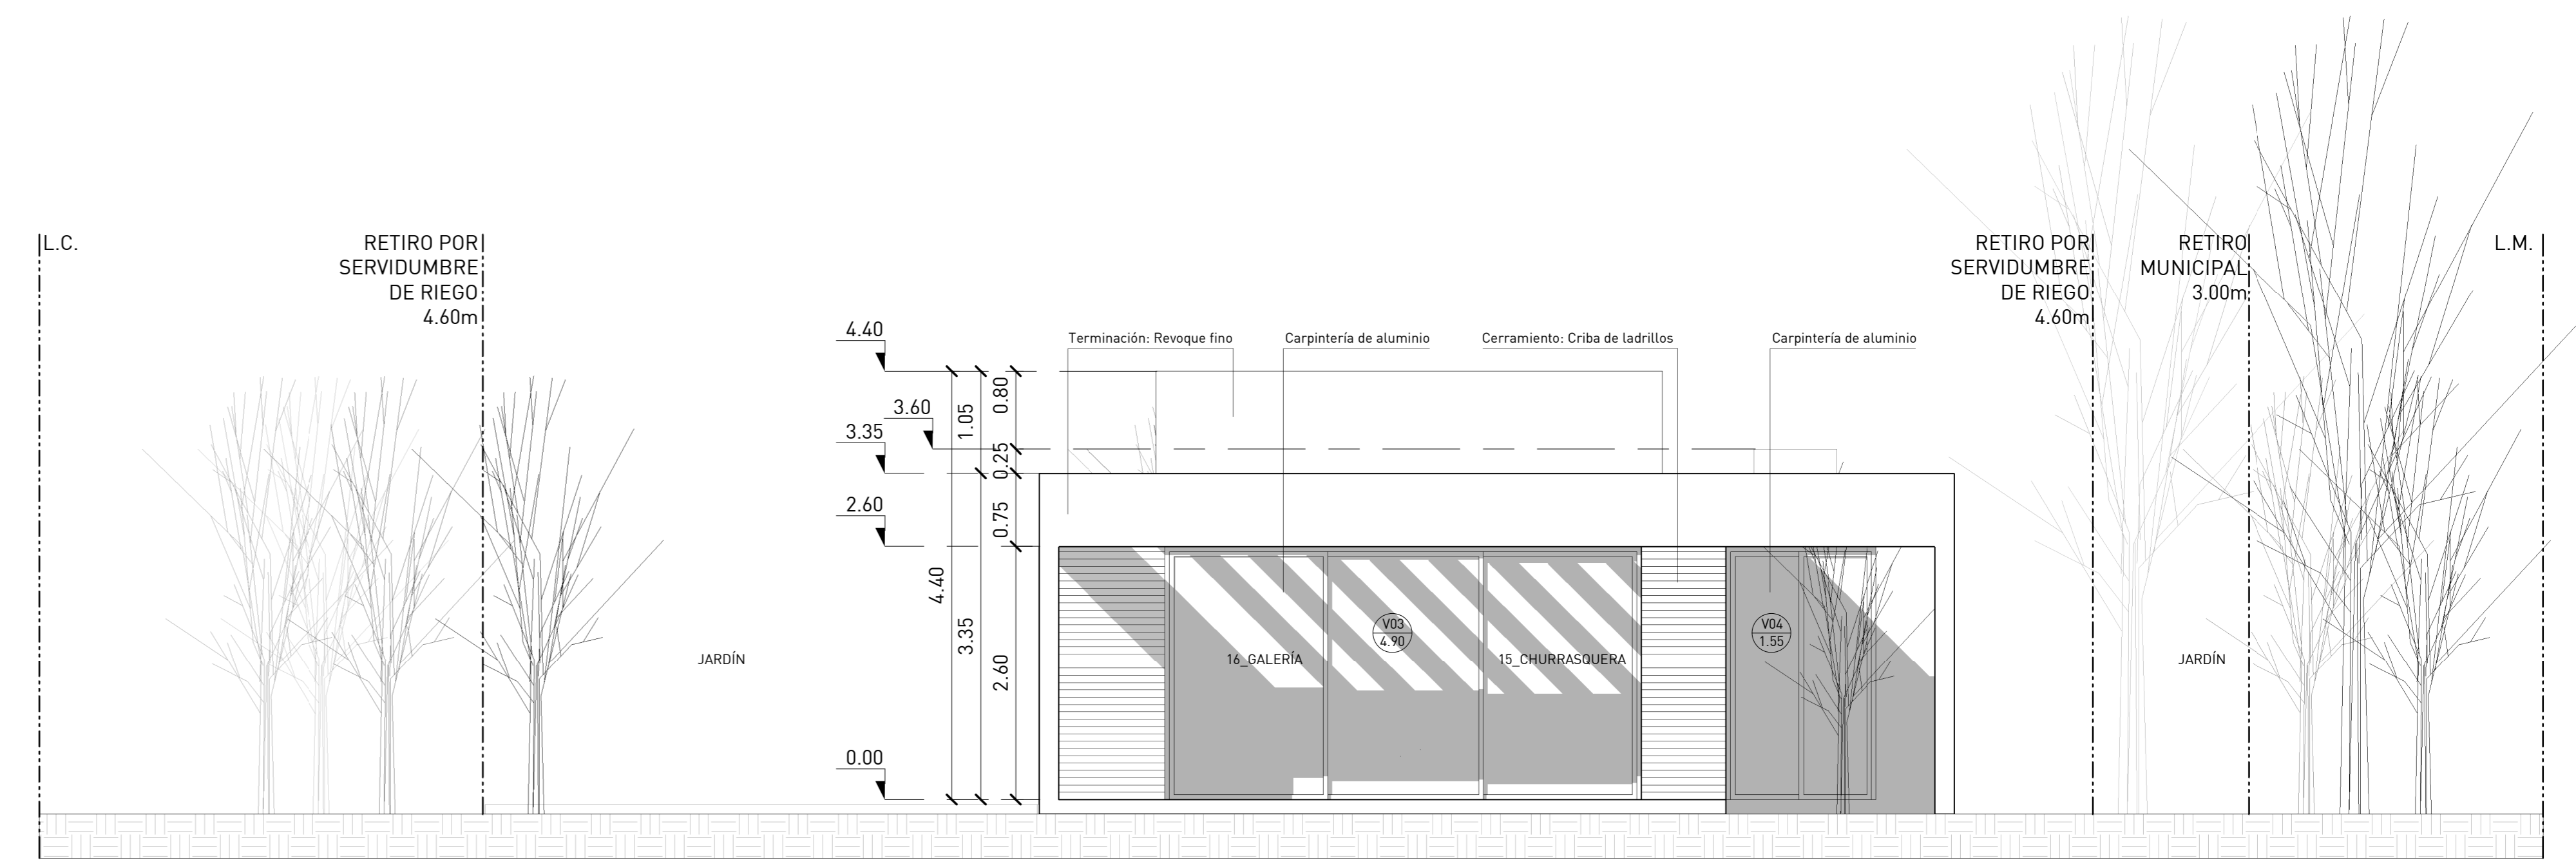 L.C.
RETIRO POR
SERVIDUMBRE
DE RIEGO
4.60m
RETIRO POR
SERVIDUMBRE
DE RIEGO
4.60m
RETIRO
MUNICIPAL
3.00m
L.M.
4.40
3.60
3.35
2.60
0.00
4.40
1.05
3.35
0.80
0.25
0.75
2.60
Terminación: Revoque fino
Carpintería de aluminio
Cerramiento: Criba de ladrillos
Carpintería de aluminio
JARDÍN
16_GALERÍA
V03
4.90
15_CHURRASQUERA
V04
1.55
JARDÍN